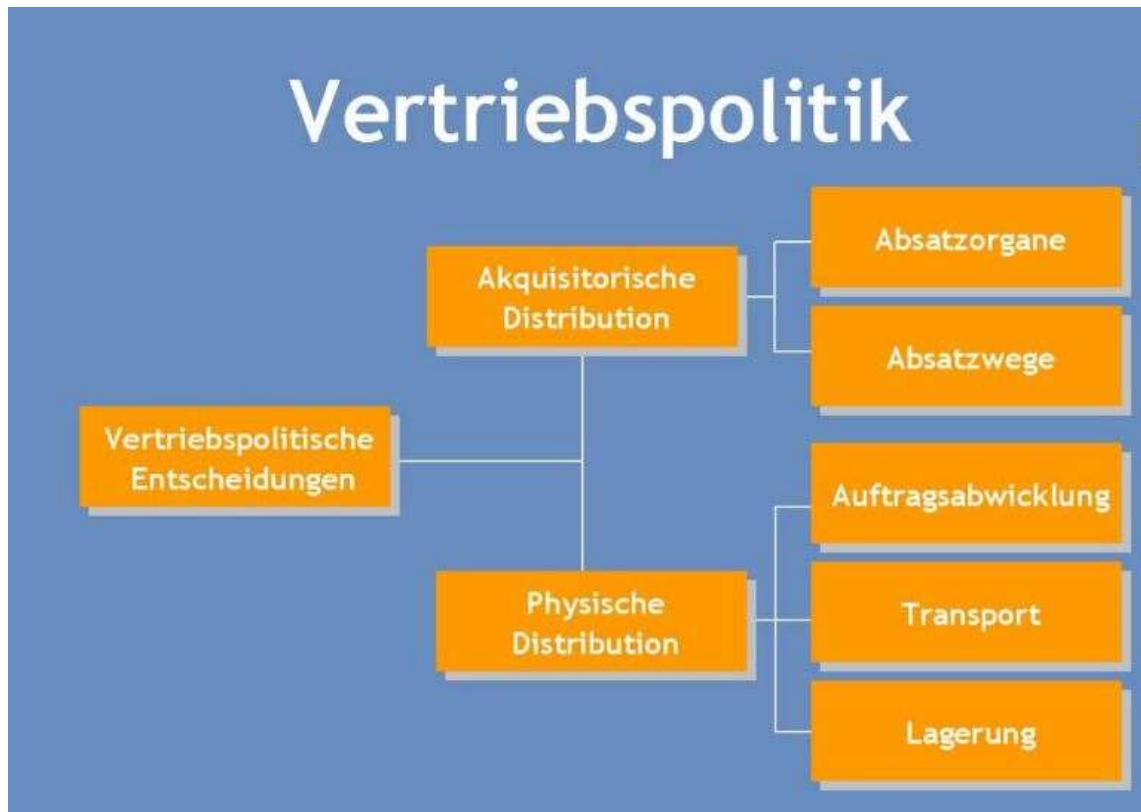 Vertriebspolitik
Vertriebspolitische
Entscheidungen
Akquisitorische
Distribution
Absatzorgane
Absatzwege
Physische
Distribution
Auftragsabwicklung
Transport
Lagerung